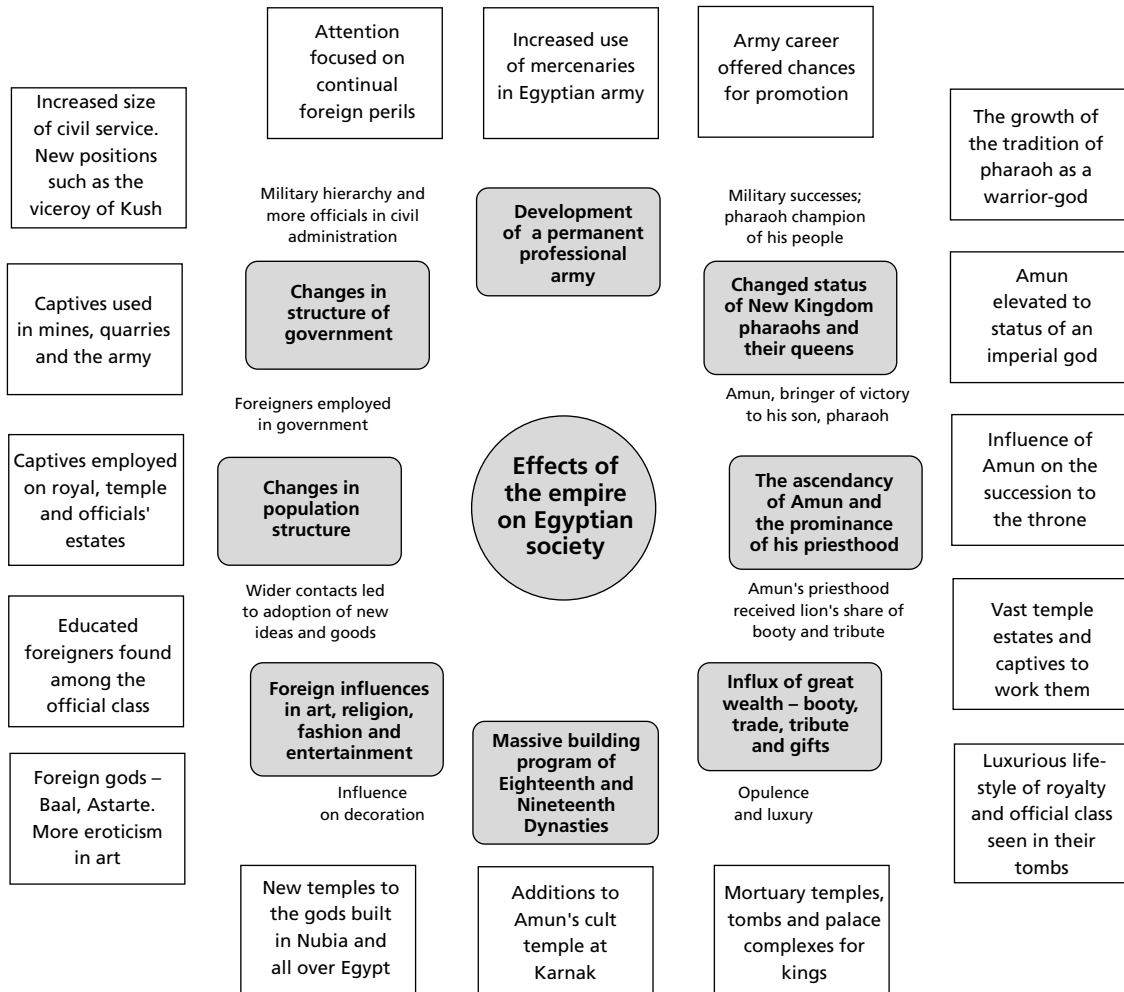 Attention
focused on
continual
foreign perils
Increased use
of mercenaries
in Egyptian army
Army career
offered chances
for promotion
Increased size
of civil service.
New positions
such as the
viceroy of Kush
The growth of
the tradition of
pharaoh as a
warrior-god
Military hierarchy and
more officials in civil
administration
Development
of a permanent
professional
army
Military successes;
pharaoh champion
of his people
Captives used
in mines, quarries
and the army
Changes in
structure of
government
Changed status
of New Kingdom
pharaohs and
their queens
Amun
elevated to
status of an
imperial god
Foreigners employed
in government
Amun, bringer of victory
to his son, pharaoh
Captives employed
on royal, temple
and officials'
estates
Changes in
population
structure
Effects of
the empire
on Egyptian
society
The ascendancy
of Amun and
the prominance
of his priesthood
Influence of
Amun on the
succession to
the throne
Wider contacts led
to adoption of new
ideas and goods
Amun's priesthood
received lion's share of
booty and tribute
Educated
foreigners found
among the
official class
Foreign influences
in art, religion,
fashion and
entertainment
Massive building
program of
Eighteenth and
Nineteenth
Dynasties
Influx of great
wealth – booty,
trade, tribute
and gifts
Vast temple
estates and
captives to
work them
Foreign gods –
Baal, Astarte.
More eroticism
in art
Influence
on decoration
Opulence
and luxury
Luxurious life-
style of royalty
and official class
seen in their
tombs
New temples to
the gods built
in Nubia and
all over Egypt
Additions to
Amun's cult
temple at
Karnak
Mortuary temples,
tombs and palace
complexes for
kings